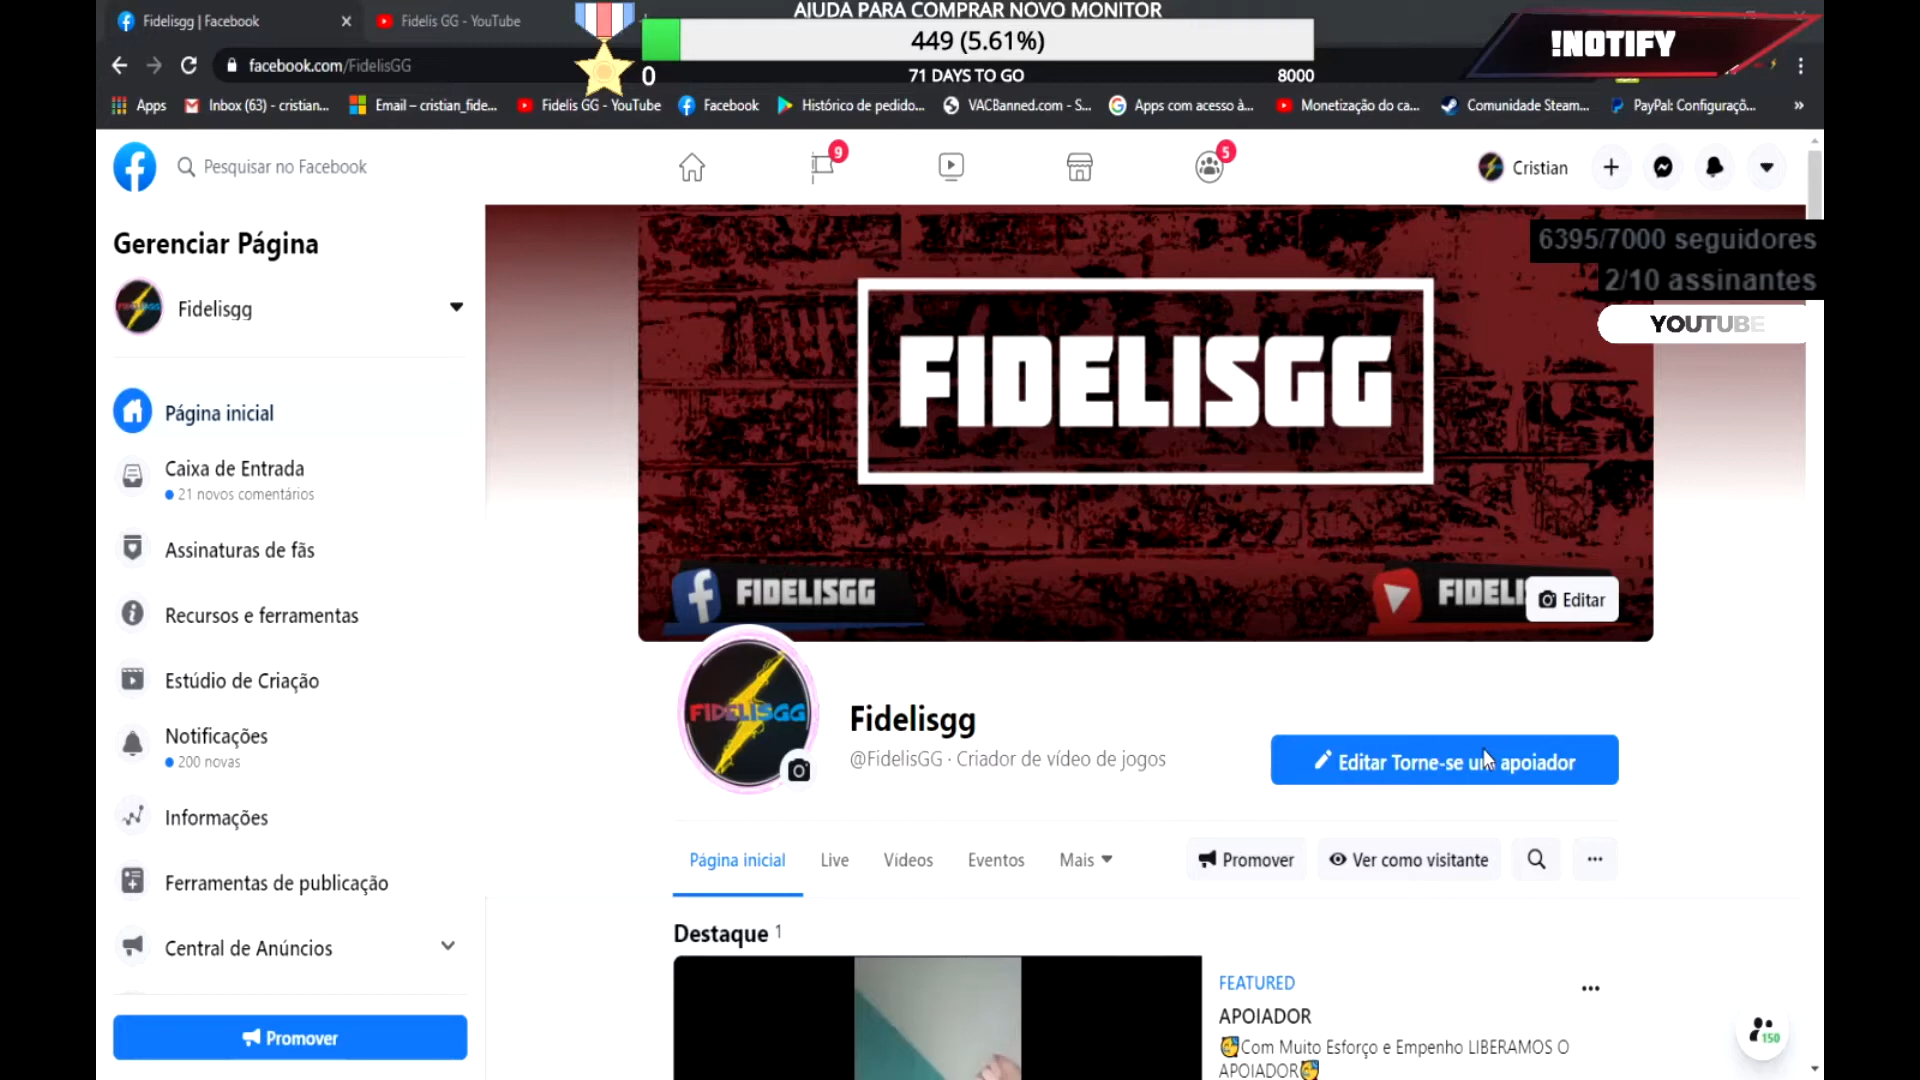 Fidelisgg | Facebook
Fidelis GG - YouTube
AJUDA PARA COMPRAR NOVO MONITOR
449 (5.61%)
0
71 DAYS TO GO
8000
!NOTIFY
facebook.com/FidelisGG
Apps
Inbox (63) - cristian...
Email – cristian_fide...
Fidelis GG - YouTube
Facebook
Histórico de pedido...
VACBanned.com - S...
Apps com acesso à...
Monetização do ca...
Comunidade Steam...
PayPal: Configuraçõ...
»
Pesquisar no Facebook
9
5
Cristian
Gerenciar Página
Fidelisgg
Página inicial
Caixa de Entrada
21 novos comentários
Assinaturas de fãs
Recursos e ferramentas
Estúdio de Criação
Notificações
200 novas
Informações
Ferramentas de publicação
Central de Anúncios
Promover
6395/7000 seguidores
2/10 assinantes
YOUTUBE
FIDELISGG
FIDELISGG
FIDELI
Editar
FIDELISGG
Fidelisgg
@FidelisGG · Criador de vídeo de jogos
Editar Torne-se um apoiador
Página inicial
Live
Vídeos
Eventos
Mais
Promover
Ver como visitante
Destaque 1
FEATURED
APOIADOR
Com Muito Esforço e Empenho LIBERAMOS O
APOIADOR
150